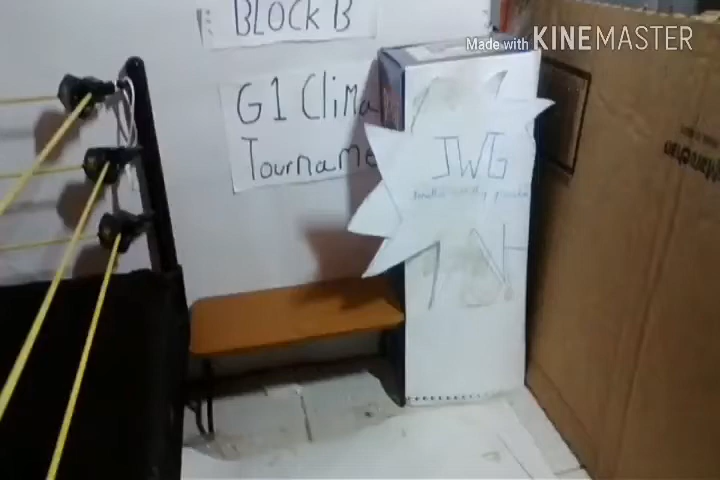 BLOCK B
Made with KINEMASTER
G1 Clima
Tourname
JWG